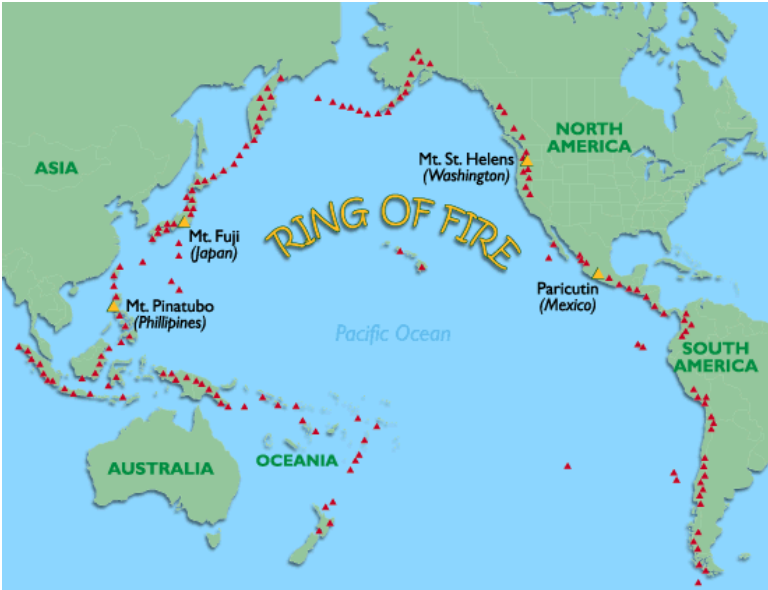 NORTH
AMERICA
ASIA
Mt. St. Helens
(Washington)
RING OF FIRE
Mt. Fuji
(Japan)
Paricutin
(Mexico)
Mt. Pinatubo
(Phillipines)
Pacific Ocean
SOUTH
AMERICA
AUSTRALIA
OCEANIA